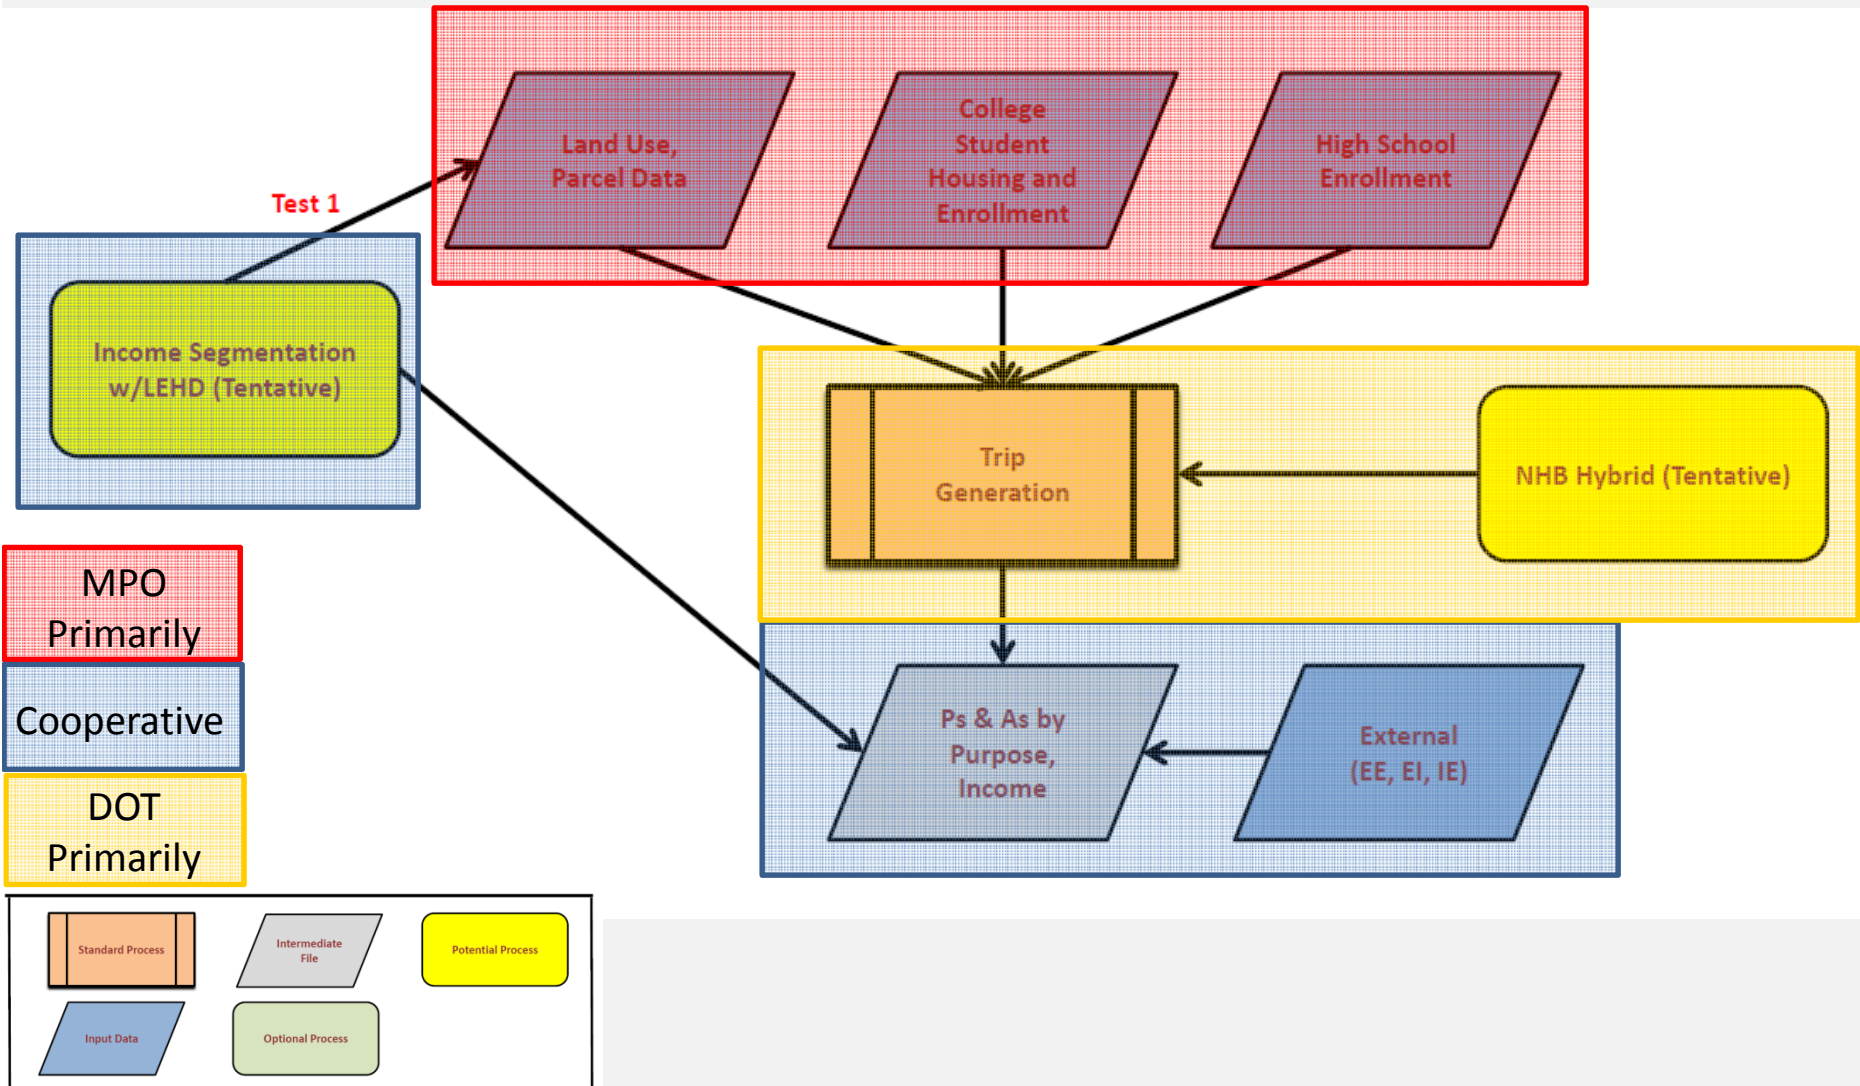 Land Use,
Parcel Data
College
Student
Housing and
Enrollment
High School
Enrollment
Test 1
Income Segmentation
w/LEHD (Tentative)
Trip
Generation
NHB Hybrid (Tentative)
MPO
Primarily
Cooperative
DOT
Primarily
Ps & As by
Purpose,
Income
External
(EE, EI, IE)
Standard Process
Intermediate
File
Potential Process
Input Data
Optional Process